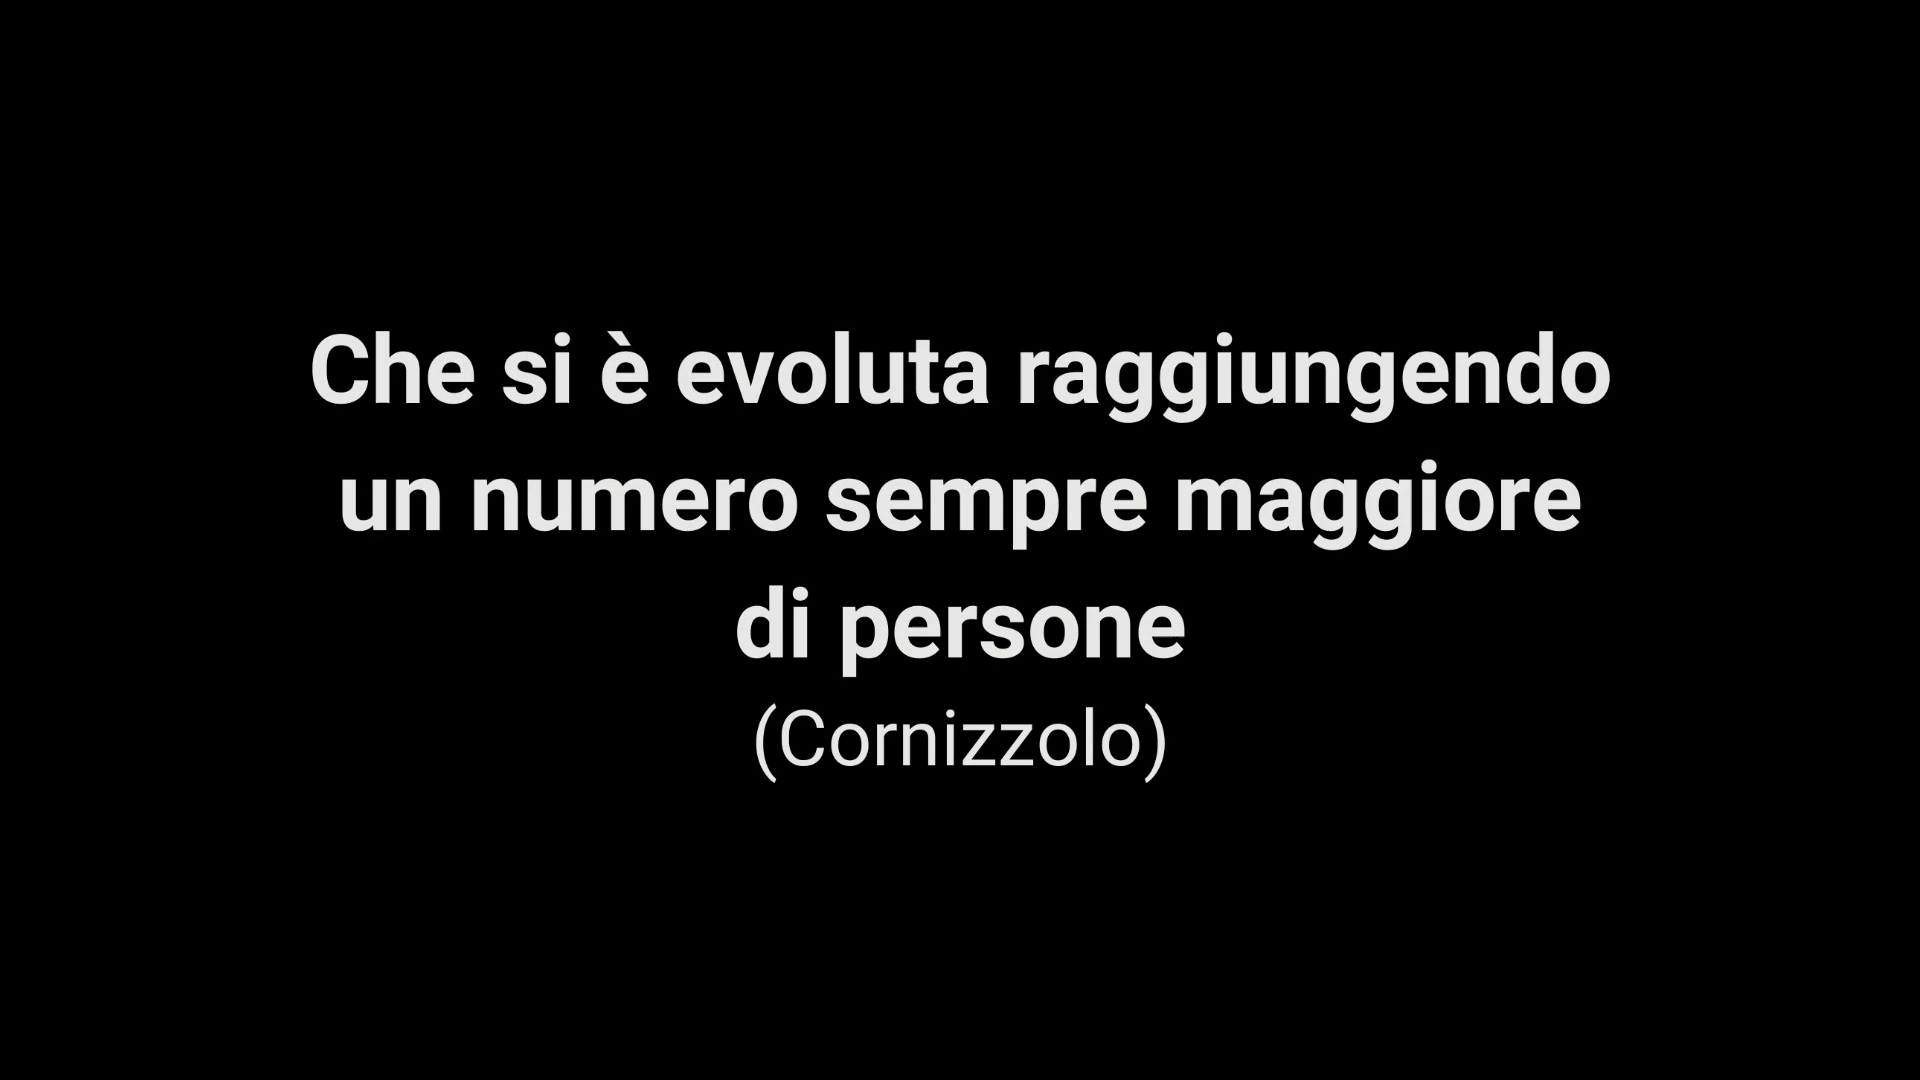 Che si è evoluta raggiungendo
un numero sempre maggiore
di persone
(Cornizzolo)